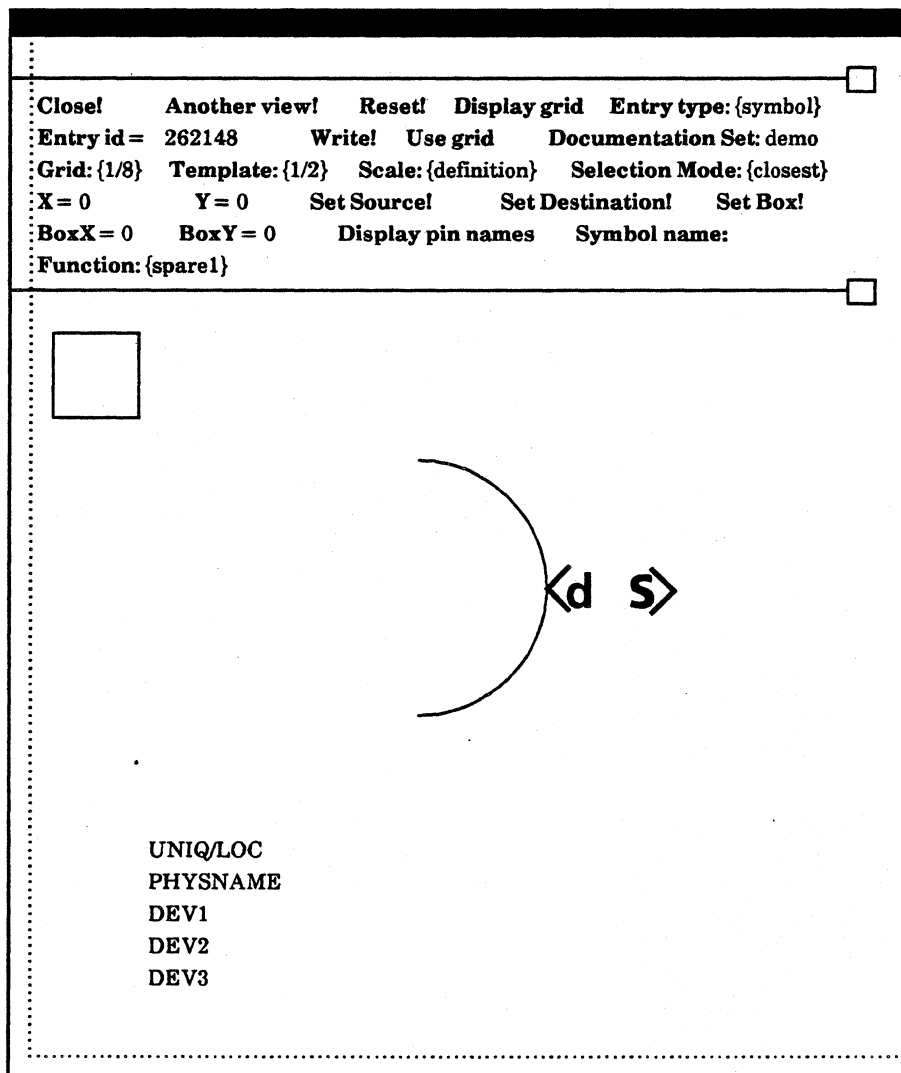 Close! Another view! Reset! Display grid Entry type: {symbol}
Entry id = 262148 Write! Use grid Documentation Set: demo
Grid: {1/8} Template: {1/2} Scale: {definition} Selection Mode: {closest}
X = 0 Y = 0 Set Source! Set Destination! Set Box!
BoxX = 0 BoxY = 0 Display pin names Symbol name:
Function: {spare1}
<d S>
UNIQ/LOC
PHYSNAME
DEV1
DEV2
DEV3